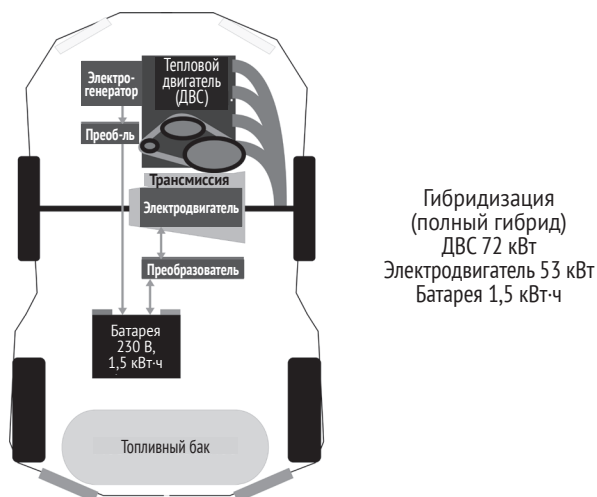 Электро-
генератор
Тепловой
двигатель
(ДВС)
Преоб-ль
Трансмиссия
Электродвигатель
Преобразователь
Батарея
230 В,
1,5 кВт·ч
Топливный бак
Гибридизация
(полный гибрид)
ДВС 72 кВт
Электродвигатель 53 кВт
Батарея 1,5 кВт·ч